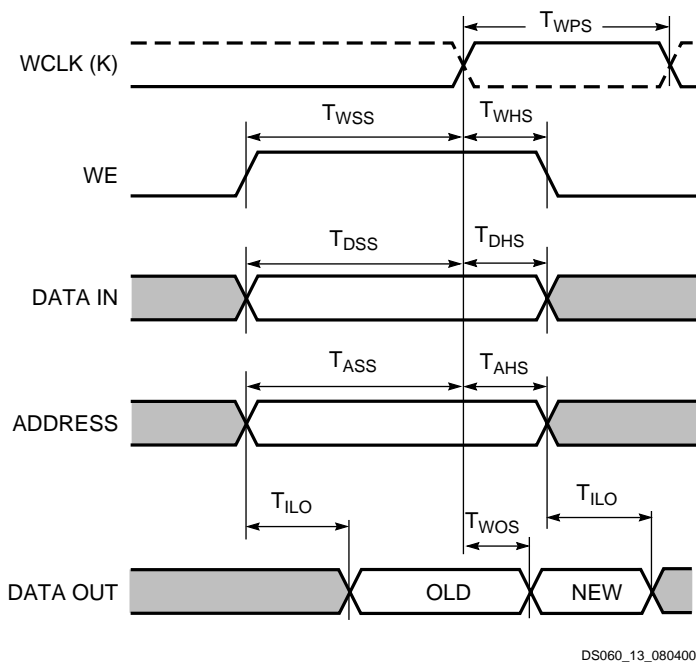 T_WPS
WCLK (K)
T_WSS T_WHS
WE
T_DSS T_DHS
DATA IN
T_ASS T_AHS
ADDRESS
T_ILO T_WOS T_ILO
DATA OUT OLD NEW
DS060_13_080400